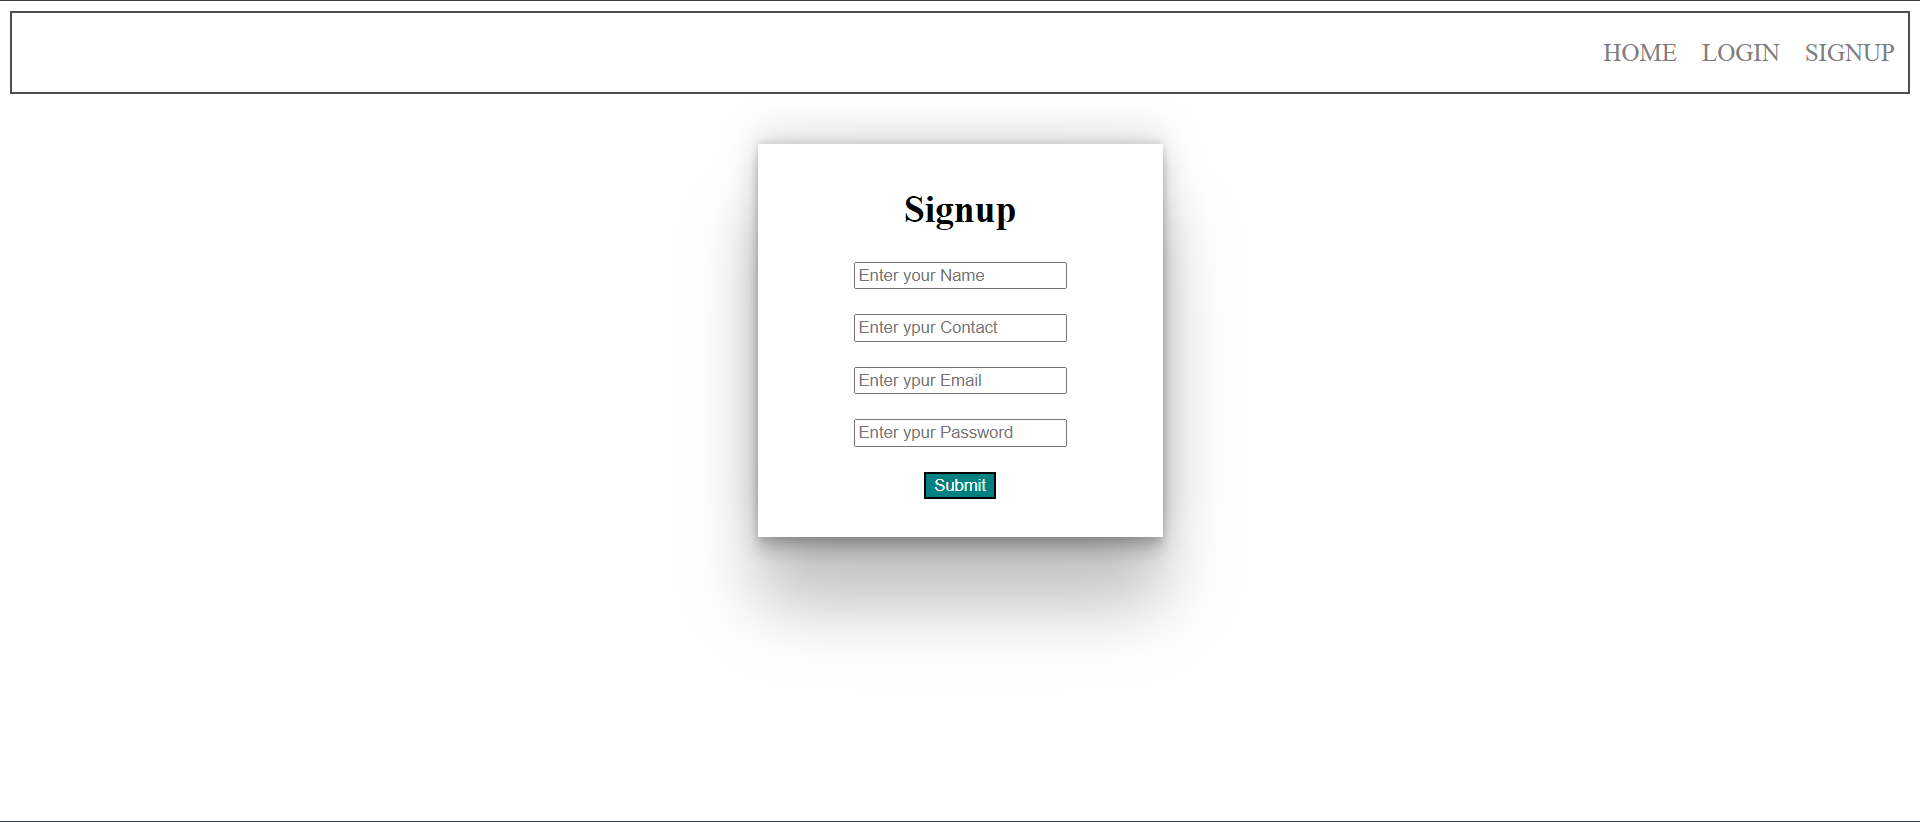 HOME LOGIN SIGNUP
Signup
Enter your Name
Enter ypur Contact
Enter ypur Email
Enter ypur Password
Submit